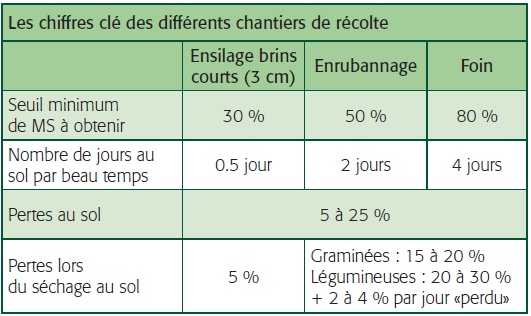 Les chiffres clé des différents chantiers de récolte
Ensilage brins
courts (3 cm)
Enrubannage
Foin
Seuil minimum
de MS à obtenir
30 %
50 %
80 %
Nombre de jours au
sol par beau temps
0.5 jour
2 jours
4 jours
Pertes au sol
5 à 25 %
Pertes lors
du séchage au sol
5 %
Graminées : 15 à 20 %
Légumineuses : 20 à 30 %
+ 2 à 4 % par jour «perdu»